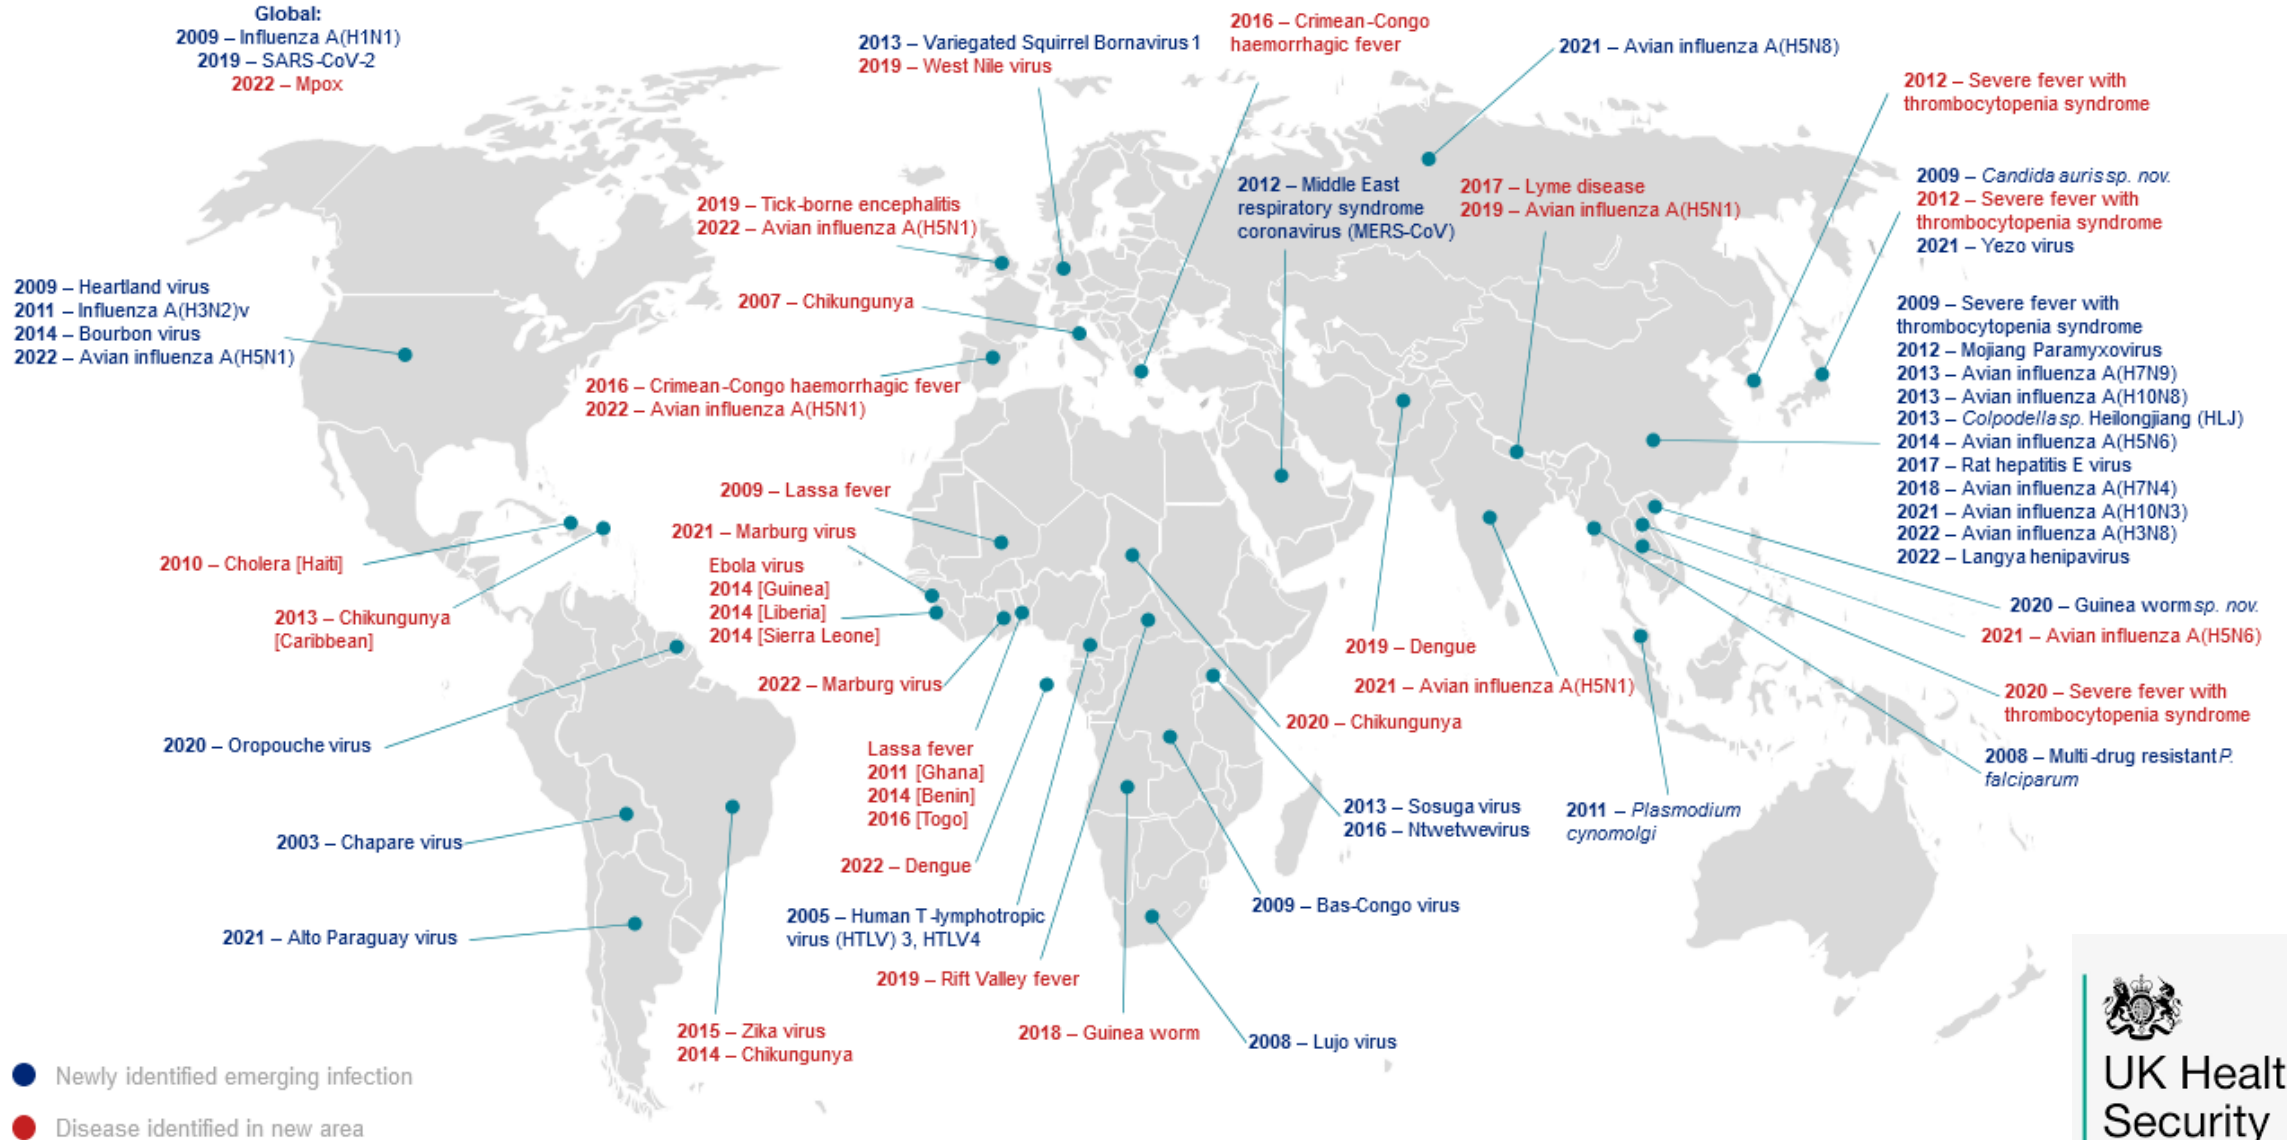 Global:
2009 – Influenza A(H1N1)
2019 – SARS-CoV-2
2022 – Mpox
2013 – Variegated Squirrel Bornavirus 1
2019 – West Nile virus
2016 – Crimean-Congo
haemorrhagic fever
2021 – Avian influenza A(H5N8)
2012 – Severe fever with
thrombocytopenia syndrome
2009 – Candida auris sp. nov.
2012 – Severe fever with
thrombocytopenia syndrome
2021 – Yezo virus
2019 – Tick-borne encephalitis
2022 – Avian influenza A(H5N1)
2012 – Middle East
respiratory syndrome
coronavirus (MERS-CoV)
2017 – Lyme disease
2019 – Avian influenza A(H5N1)
2009 – Heartland virus
2011 – Influenza A(H3N2)v
2014 – Bourbon virus
2022 – Avian influenza A(H5N1)
2007 – Chikungunya
2016 – Crimean-Congo haemorrhagic fever
2022 – Avian influenza A(H5N1)
2009 – Severe fever with
thrombocytopenia syndrome
2012 – Mojiang Paramyxovirus
2013 – Avian influenza A(H7N9)
2013 – Avian influenza A(H10N8)
2013 – Colpodella sp. Heilongjiang (HLJ)
2014 – Avian influenza A(H5N6)
2017 – Rat hepatitis E virus
2018 – Avian influenza A(H7N4)
2021 – Avian influenza A(H10N3)
2022 – Avian influenza A(H3N8)
2022 – Langya henipavirus
2009 – Lassa fever
2021 – Marburg virus
Ebola virus
2014 [Guinea]
2014 [Liberia]
2014 [Sierra Leone]
2010 – Cholera [Haiti]
2013 – Chikungunya
[Caribbean]
2020 – Guinea worm sp. nov.
2021 – Avian influenza A(H5N6)
2019 – Dengue
2021 – Avian influenza A(H5N1)
2022 – Marburg virus
2020 – Chikungunya
2020 – Severe fever with
thrombocytopenia syndrome
2020 – Oropouche virus
Lassa fever
2011 [Ghana]
2014 [Benin]
2016 [Togo]
2008 – Multi-drug resistant P.
falciparum
2013 – Sosuga virus
2016 – Ntwetwevirus
2011 – Plasmodium
cynomolgi
2003 – Chapare virus
2022 – Dengue
2005 – Human T-lymphotropic
virus (HTLV) 3, HTLV4
2009 – Bas-Congo virus
2021 – Alto Paraguay virus
2019 – Rift Valley fever
2015 – Zika virus
2014 – Chikungunya
2018 – Guinea worm
2008 – Lujo virus
Newly identified emerging infection
Disease identified in new area
UK Healt
Security